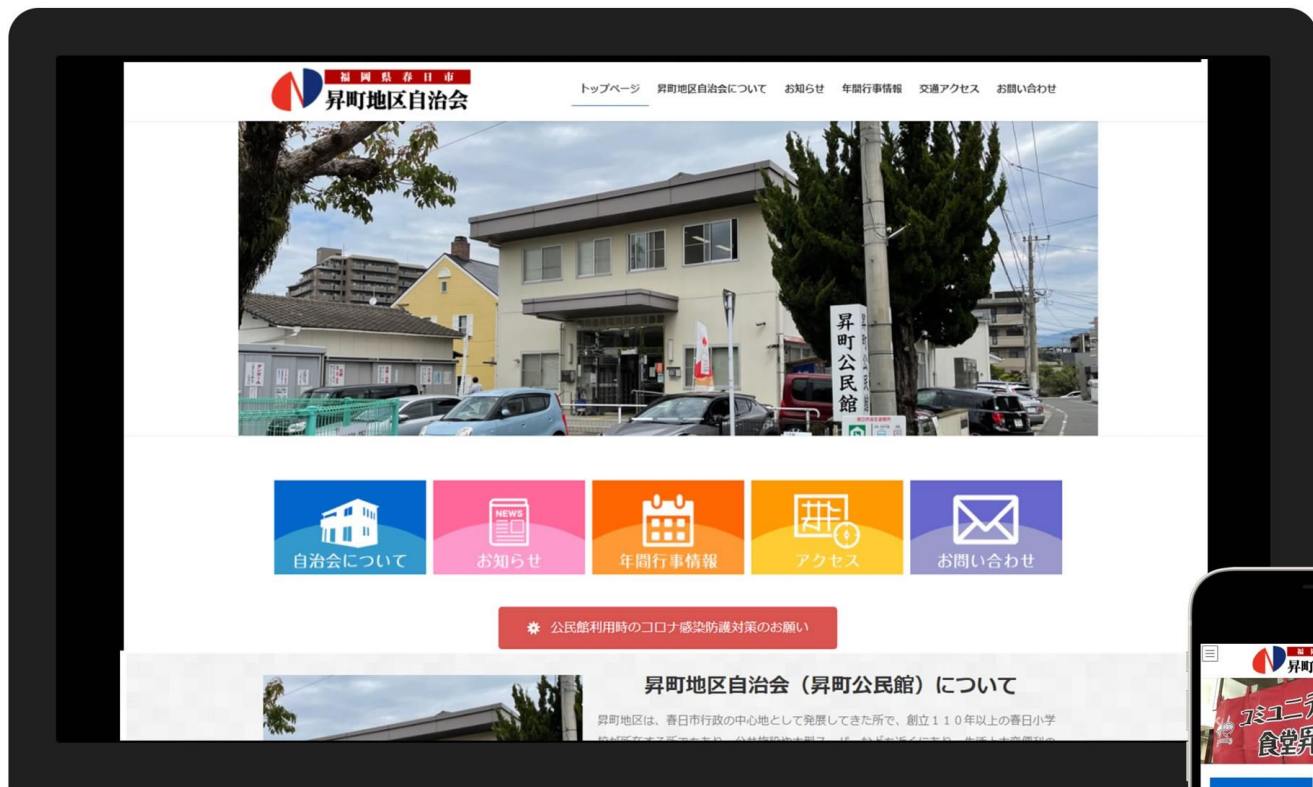 福岡県春日市
昇町地区自治会
トップページ 昇町地区自治会について お知らせ 年間行事情報 交通アクセス お問い合わせ
昇町公民館
自治会について
NEWS
お知らせ
年間行事情報
アクセス
お問い合わせ
公民館利用時のコロナ感染防護対策のお願い
昇町地区自治会(昇町公民館)について
昇町地区は、春日市行政の中心地として発展してきた所で、創立110年以上の春日小学
コミュニテ
食堂昇